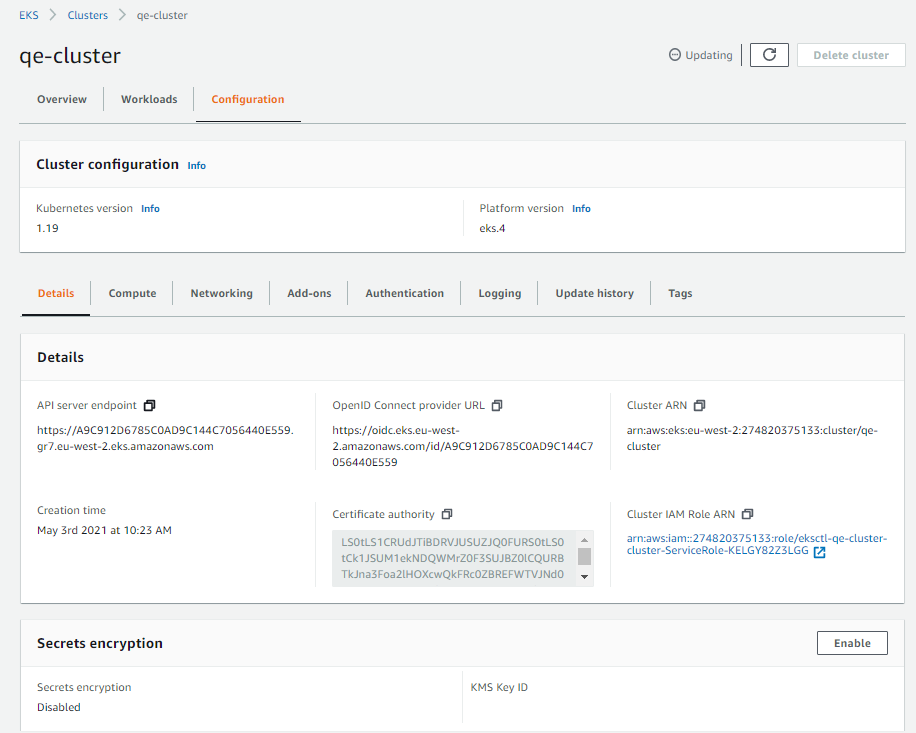 EKS > Clusters > qe-cluster
qe-cluster
Updating
Delete cluster
Overview
Workloads
Configuration
Cluster configuration Info
Kubernetes version Info
1.19
Platform version Info
eks.4
Details
Compute
Networking
Add-ons
Authentication
Logging
Update history
Tags
Details
API server endpoint
https://A9C912D6785C0AD9C144C7056440E559.
gr7.eu-west-2.eks.amazonaws.com
OpenID Connect provider URL
https://oidc.eks.eu-west-
2.amazonaws.com/id/A9C912D6785C0AD9C144C7
056440E559
Cluster ARN
arn:aws:eks:eu-west-2:274820375133:cluster/qe-
cluster
Creation time
May 3rd 2021 at 10:23 AM
Certificate authority
LS0tLS1CRUdJTiBDRVJUSUZJQ0FURS0tLS0
tCk1JSUM1ekNDQWMrZ0F3SUJBZ0lCQURB
TkJna3Foa2lHOXcwQkFRc0ZBREFWTVJNd0
Cluster IAM Role ARN
arn:aws:iam::274820375133:role/eksctl-qe-cluster-
cluster-ServiceRole-KELGY82Z3LGG
Secrets encryption
Enable
Secrets encryption
Disabled
KMS Key ID